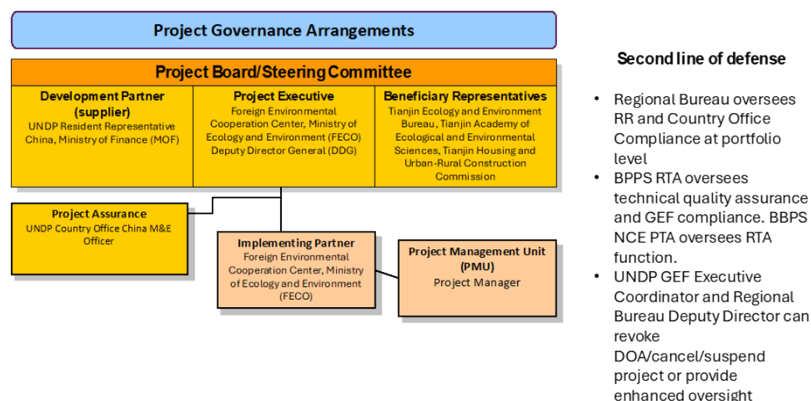 Project Governance Arrangements
Project Board/Steering Committee
Development Partner
(supplier)
UNDP Resident Representative
China, Ministry of Finance (MOF)
Project Executive
Foreign Environmental
Cooperation Center, Ministry of
Ecology and Environment (FECO)
Deputy Director General (DDG)
Beneficiary Representatives
Tianjin Ecology and Environment
Bureau, Tianjin Academy of
Ecological and Environmental
Sciences, Tianjin Housing and
Urban-Rural Construction
Commission
Project Assurance
UNDP Country Office China M&E
Officer
Implementing Partner
Foreign Environmental
Cooperation Center, Ministry
of Ecology and Environment
(FECO)
Project Management Unit
(PMU)
Project Manager
Second line of defense
• Regional Bureau oversees
RR and Country Office
Compliance at portfolio
level
• BPPS RTA oversees
technical quality assurance
and GEF compliance. BBPS
NCE PTA oversees RTA
function.
• UNDP GEF Executive
Coordinator and Regional
Bureau Deputy Director can
revoke
DOA/cancel/suspend
project or provide
enhanced oversight